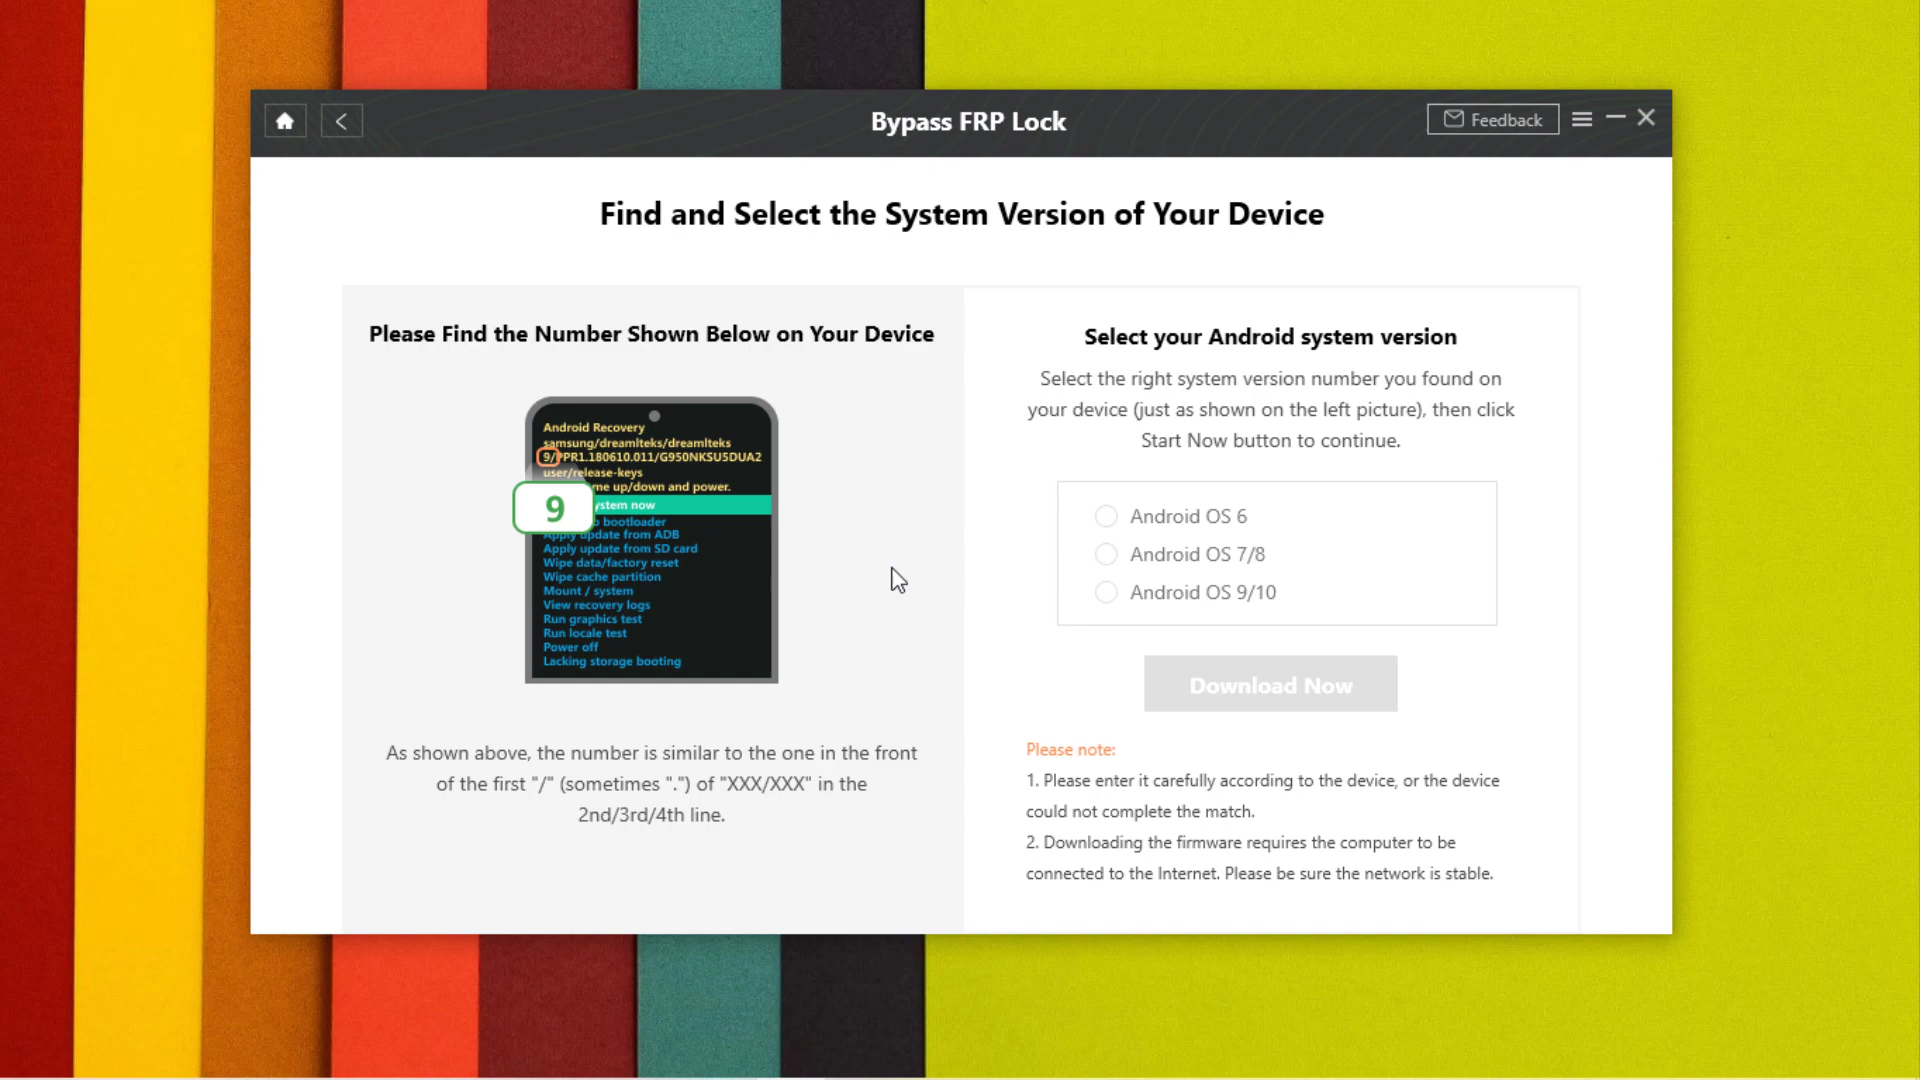 Bypass FRP Lock
Feedback
Find and Select the System Version of Your Device
Please Find the Number Shown Below on Your Device
Android Recovery
samsung/dreamlteks/dreamlteks
9/PPR1.180610.011/G950NKSU5DUA2
user/release-keys
me up/down and power.
9
ystem now
bootloader
Apply update from ADB
Apply update from SD card
Wipe data/factory reset
Wipe cache partition
Mount / system
View recovery logs
Run graphics test
Run locale test
Power off
Lacking storage booting
As shown above, the number is similar to the one in the front
of the first "/" (sometimes ".") of "XXX/XXX" in the
2nd/3rd/4th line.
Select your Android system version
Select the right system version number you found on
your device (just as shown on the left picture), then click
Start Now button to continue.
Android OS 6
Android OS 7/8
Android OS 9/10
Download Now
Please note:
1. Please enter it carefully according to the device, or the device
could not complete the match.
2. Downloading the firmware requires the computer to be
connected to the Internet. Please be sure the network is stable.